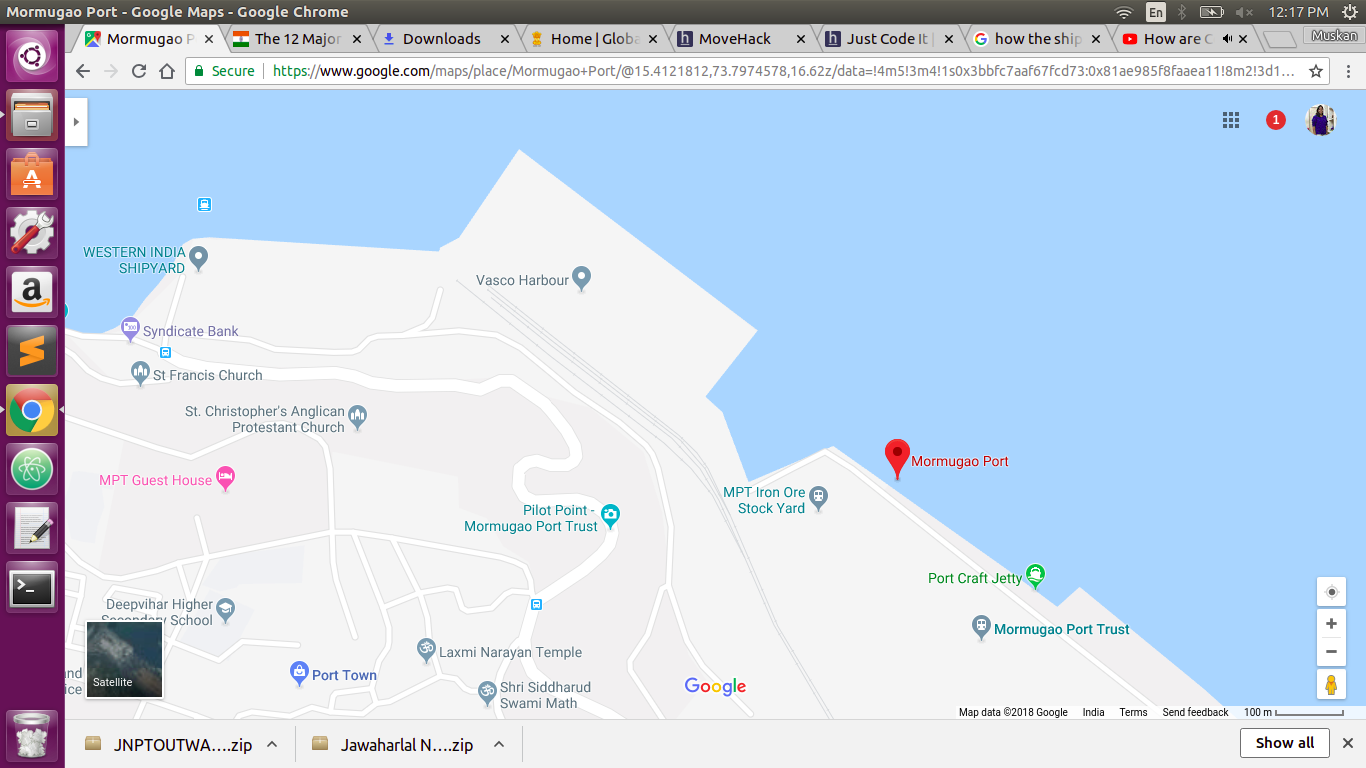 Mormugao Port - Google Maps - Google Chrome
En
12:17 PM
Mormugao P
The 12 Major
Downloads
Home | Globa
MoveHack
Just Code It |
how the ship
How are C
Muskan
Secure
https://www.google.com/maps/place/Mormugao+Port/@15.4121812,73.7974578,16.62z/data=!4m5!3m4!1s0x3bbfc7aaf67fcd73:0x81ae985f8faaea11!8m2!3d1...
1
WESTERN INDIA
SHIPYARD
Vasco Harbour
Syndicate Bank
St Francis Church
St. Christopher's Anglican
Protestant Church
Mormugao Port
MPT Guest House
MPT Iron Ore
Stock Yard
Pilot Point -
Mormugao Port Trust
Port Craft Jetty
Deepvihar Higher
Secondary School
Mormugao Port Trust
Laxmi Narayan Temple
Port Town
Shri Siddharud
Swami Math
Satellite
Google
Map data ©2018 Google
India
Terms
Send feedback
100 m
JNPTOUTWA....zip
Jawaharlal N....zip
Show all